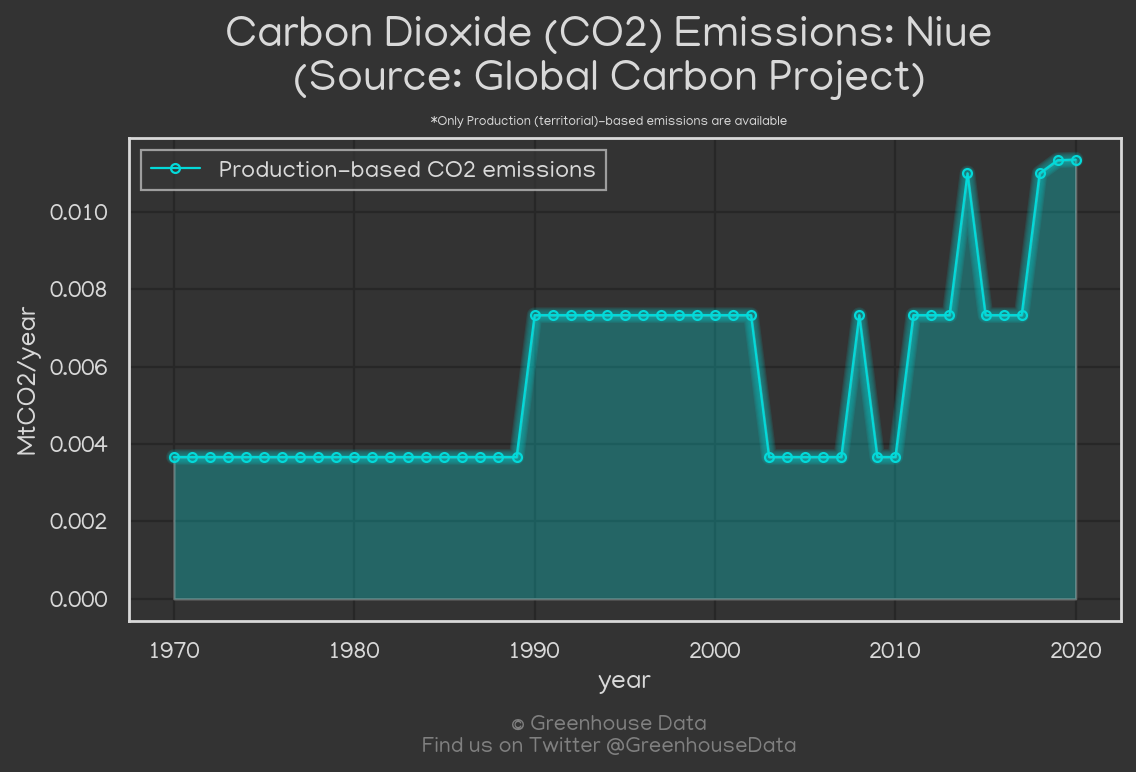 Carbon Dioxide (CO2) Emissions: Niue
(Source: Global Carbon Project)
*Only Production (territorial)-based emissions are available
Production-based CO2 emissions
0.010
0.008
0.006
0.004
0.002
0.000
MtCO2/year
1970 1980 1990 2000 2010 2020
year
© Greenhouse Data
Find us on Twitter @GreenhouseData